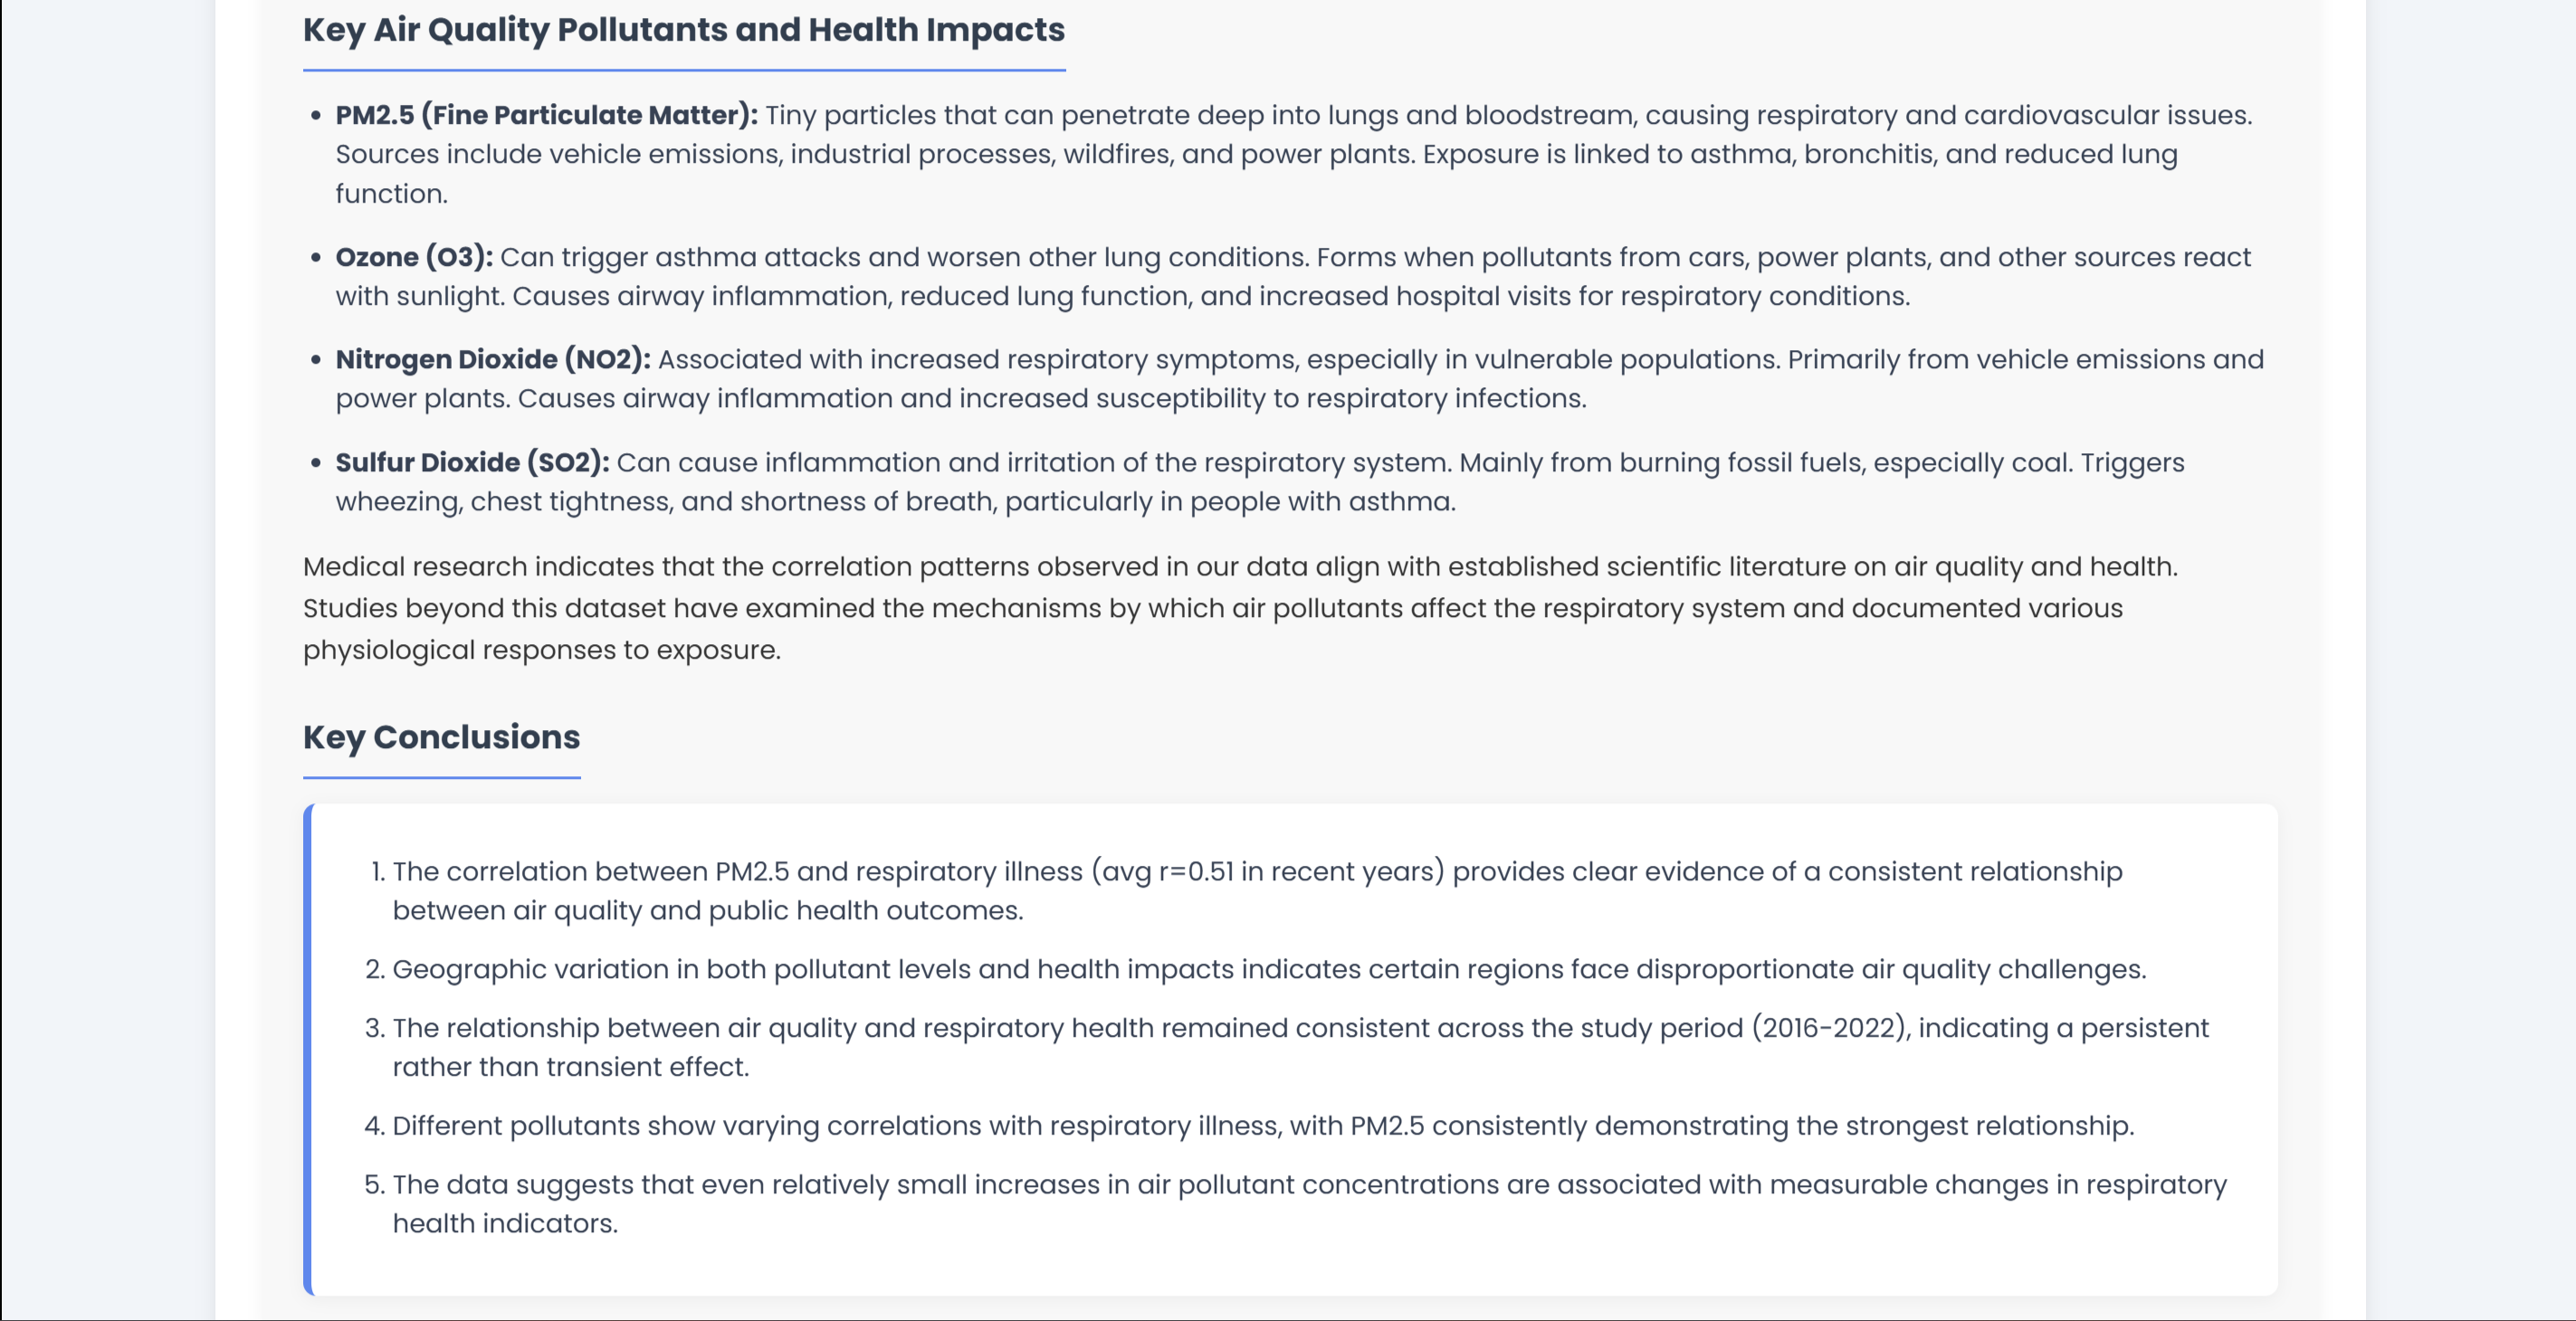 Key Air Quality Pollutants and Health Impacts
• PM2.5 (Fine Particulate Matter): Tiny particles that can penetrate deep into lungs and bloodstream, causing respiratory and cardiovascular issues.
Sources include vehicle emissions, industrial processes, wildfires, and power plants. Exposure is linked to asthma, bronchitis, and reduced lung
function.
• Ozone (O3): Can trigger asthma attacks and worsen other lung conditions. Forms when pollutants from cars, power plants, and other sources react
with sunlight. Causes airway inflammation, reduced lung function, and increased hospital visits for respiratory conditions.
• Nitrogen Dioxide (NO2): Associated with increased respiratory symptoms, especially in vulnerable populations. Primarily from vehicle emissions and
power plants. Causes airway inflammation and increased susceptibility to respiratory infections.
• Sulfur Dioxide (SO2): Can cause inflammation and irritation of the respiratory system. Mainly from burning fossil fuels, especially coal. Triggers
wheezing, chest tightness, and shortness of breath, particularly in people with asthma.
Medical research indicates that the correlation patterns observed in our data align with established scientific literature on air quality and health.
Studies beyond this dataset have examined the mechanisms by which air pollutants affect the respiratory system and documented various
physiological responses to exposure.
Key Conclusions
1. The correlation between PM2.5 and respiratory illness (avg r=0.51 in recent years) provides clear evidence of a consistent relationship
between air quality and public health outcomes.
2. Geographic variation in both pollutant levels and health impacts indicates certain regions face disproportionate air quality challenges.
3. The relationship between air quality and respiratory health remained consistent across the study period (2016-2022), indicating a persistent
rather than transient effect.
4. Different pollutants show varying correlations with respiratory illness, with PM2.5 consistently demonstrating the strongest relationship.
5. The data suggests that even relatively small increases in air pollutant concentrations are associated with measurable changes in respiratory
health indicators.